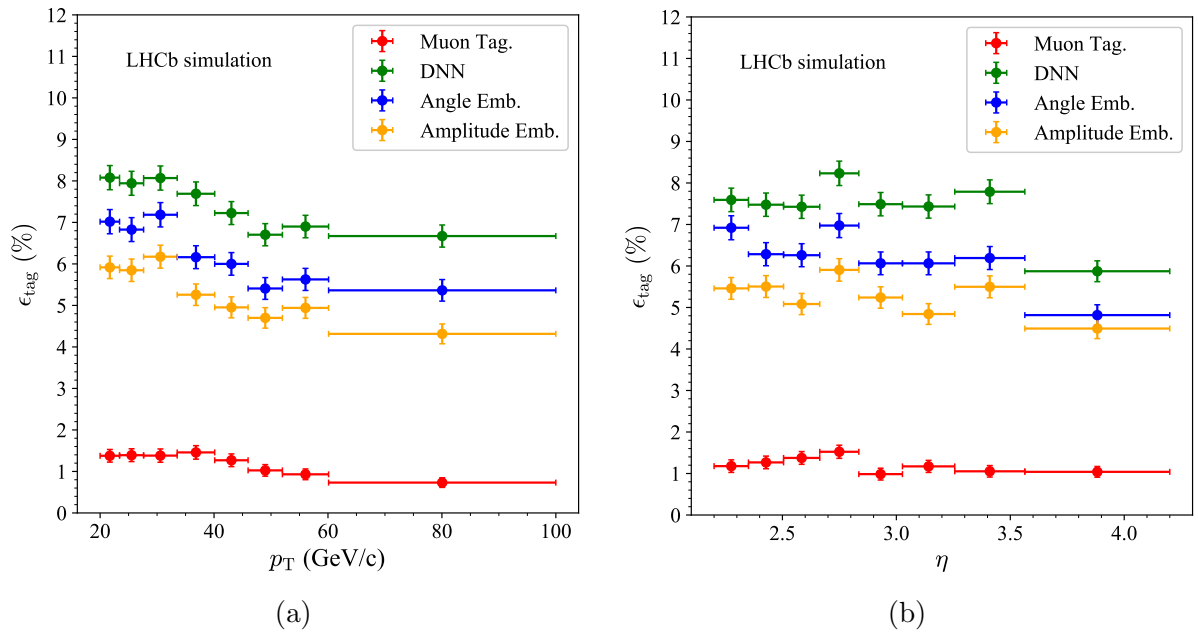 LHCb simulation
Muon Tag.
DNN
Angle Emb.
Amplitude Emb.
12
11
10
9
8
7
6
5
4
3
2
1
0
ϵtag (%)
20
40
60
80
100
pT (GeV/c)
(a)
LHCb simulation
Muon Tag.
DNN
Angle Emb.
Amplitude Emb.
12
11
10
9
8
7
6
5
4
3
2
1
0
ϵtag (%)
2.5
3.0
3.5
4.0
η
(b)